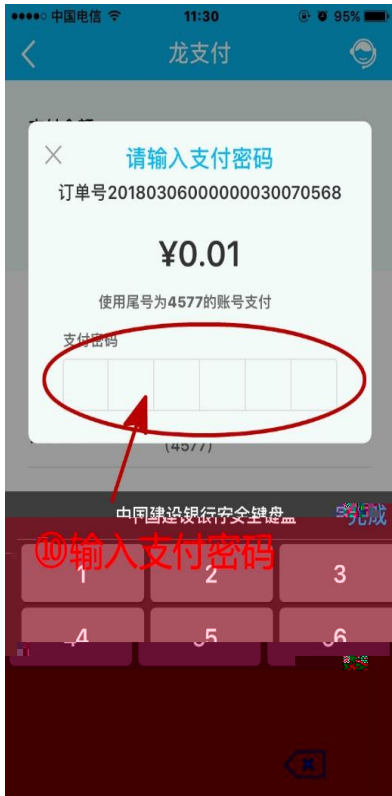 中国电信 11:30 95%
龙支付
请输入支付密码
订单号20180306000000030070568
¥0.01
使用尾号为4577的账号支付
支付密码
(4577)
中国建设银行安全键盘 完成
⑩输入支付密码
1 2 3
4 5 6